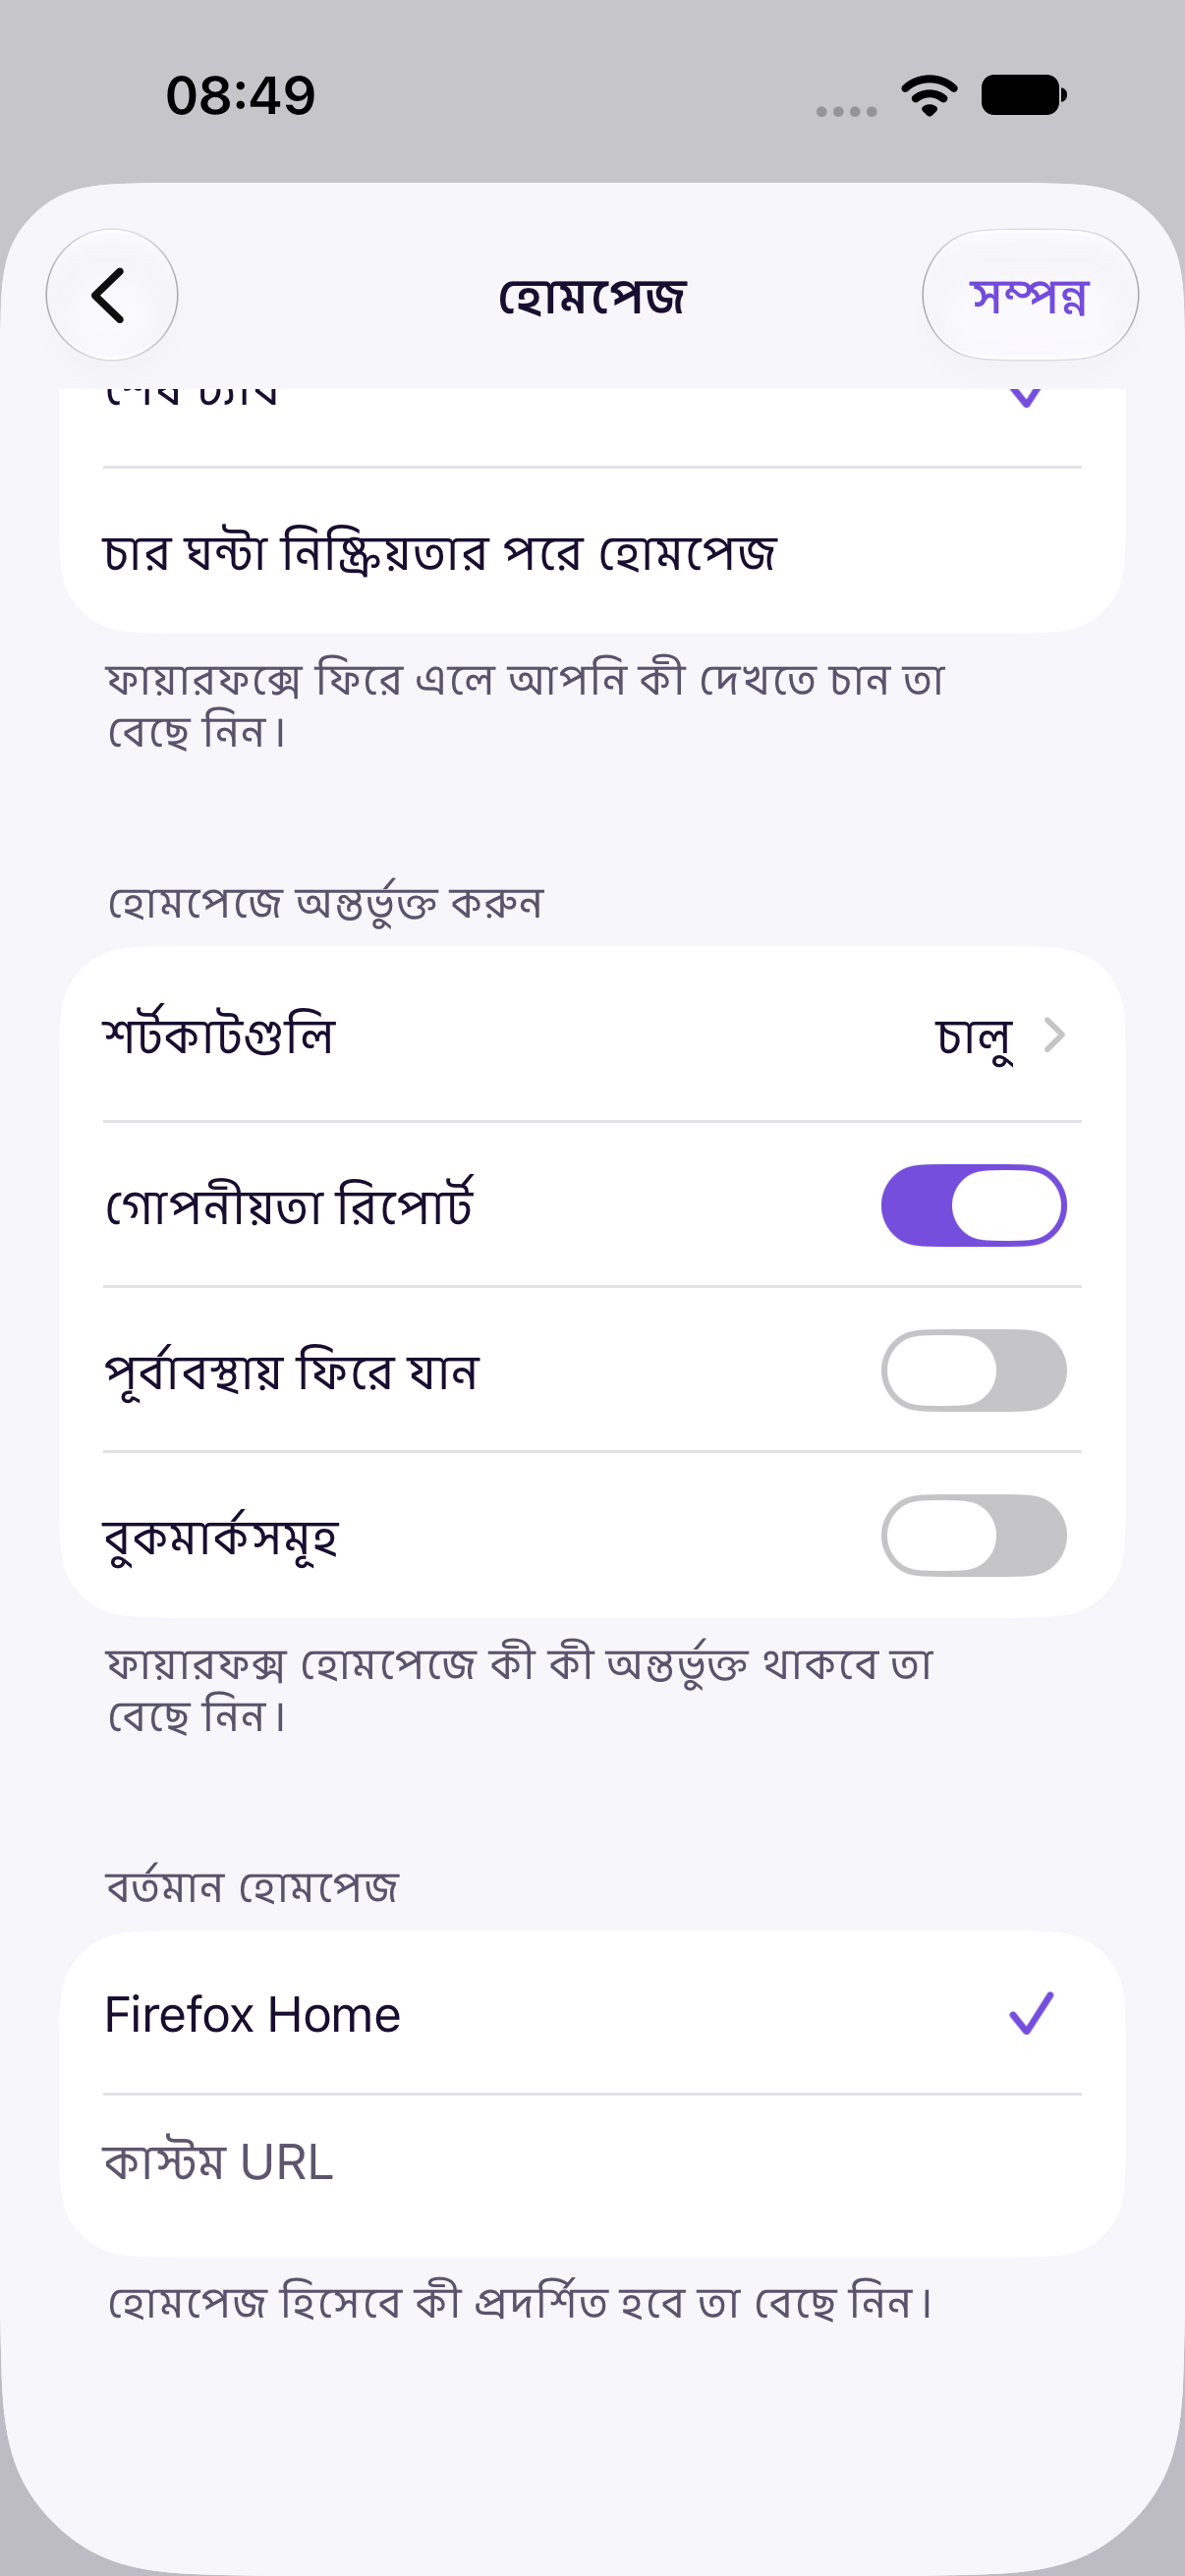 08:49
হোমপেজ
সম্পন্ন
শেষ ট্যাব
চার ঘন্টা নিষ্ক্রিয়তার পরে হোমপেজ
ফায়ারফক্সে ফিরে এলে আপনি কী দেখতে চান তা
বেছে নিন।
হোমপেজে অন্তর্ভুক্ত করুন
শর্টকাটগুলি
চালু
গোপনীয়তা রিপোর্ট
পূর্বাবস্থায় ফিরে যান
বুকমার্কসমূহ
ফায়ারফক্স হোমপেজে কী কী অন্তর্ভুক্ত থাকবে তা
বেছে নিন।
বর্তমান হোমপেজ
Firefox Home
কাস্টম URL
হোমপেজ হিসেবে কী প্রদর্শিত হবে তা বেছে নিন।